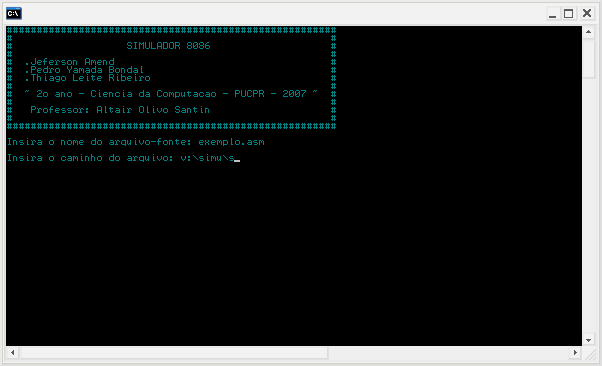 C:\
##########################################################
# #
# SIMULADOR 8086 #
# #
# .Jeferson Amend #
# .Pedro Yamada Bondal #
# .Thiago Leite Ribeiro #
# #
# " 2o ano - Ciencia da Computacao - PUCPR - 2007 " #
# #
# Professor: Altair Olivo Santin #
# #
##########################################################
Insira o nome do arquivo-fonte: exemplo.asm
Insira o caminho do arquivo: v:\simu\s_